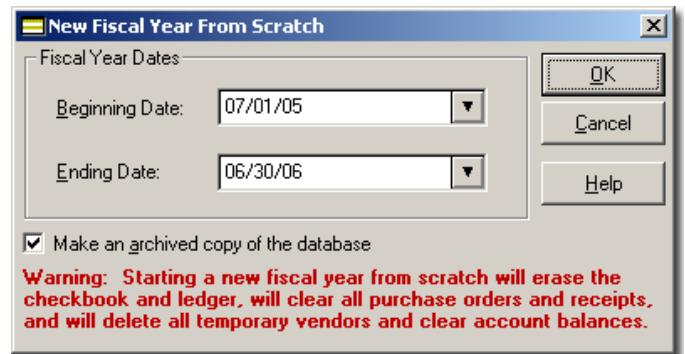 New Fiscal Year From Scratch
Fiscal Year Dates
Beginning Date: 07/01/05
Ending Date: 06/30/06
OK
Cancel
Help
Make an archived copy of the database
Warning: Starting a new fiscal year from scratch will erase the
checkbook and ledger, will clear all purchase orders and receipts,
and will delete all temporary vendors and clear account balances.